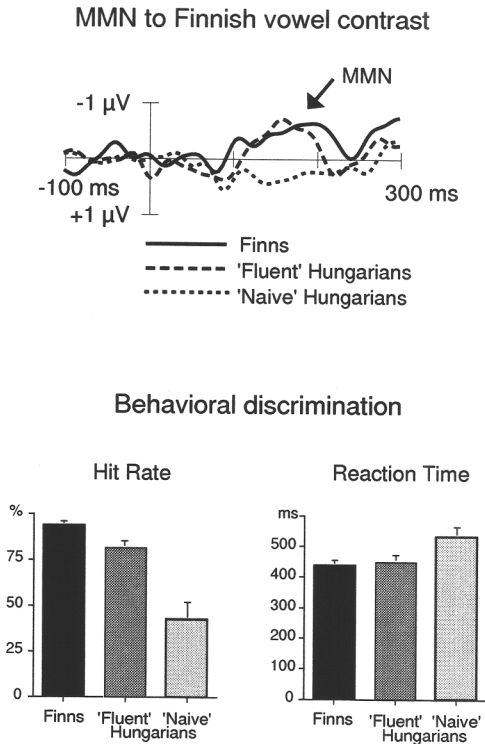 MMN to Finnish vowel contrast
MMN
-1 µV
-100 ms
300 ms
+1 µV
Finns
'Fluent' Hungarians
'Naive' Hungarians
Behavioral discrimination
Hit Rate
%
75
50
25
0
Finns 'Fluent' 'Naive'
Hungarians
Reaction Time
ms
500
400
300
200
100
0
Finns 'Fluent' 'Naive'
Hungarians